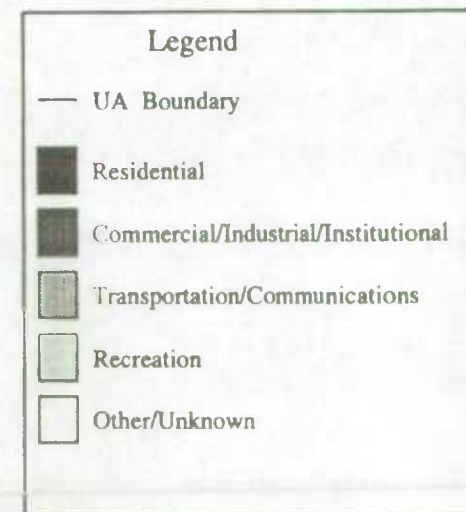 Legend
UA Boundary
Residential
Commercial/Industrial/Institutional
Transportation/Communications
Recreation
Other/Unknown